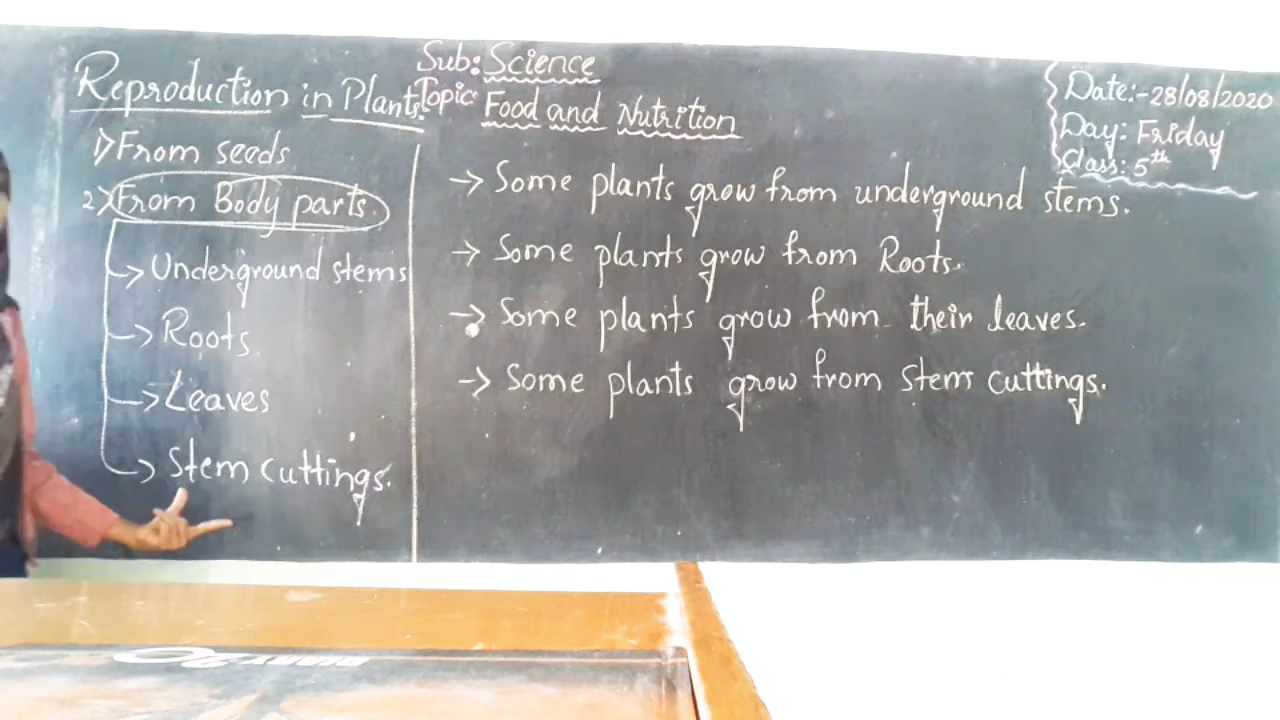 Sub: Science
Topic: Food and Nutrition
Date:-28/08/2020
Day: Friday
Class: 5th
Reproduction in Plants.
1) From seeds
2) From Body parts.
→ Underground stems
→ Roots.
→ Leaves
→ Stem cuttings.
→ Some plants grow from underground stems.
→ Some plants grow from Roots.
→ Some plants grow from their leaves.
→ Some plants grow from stem cuttings.